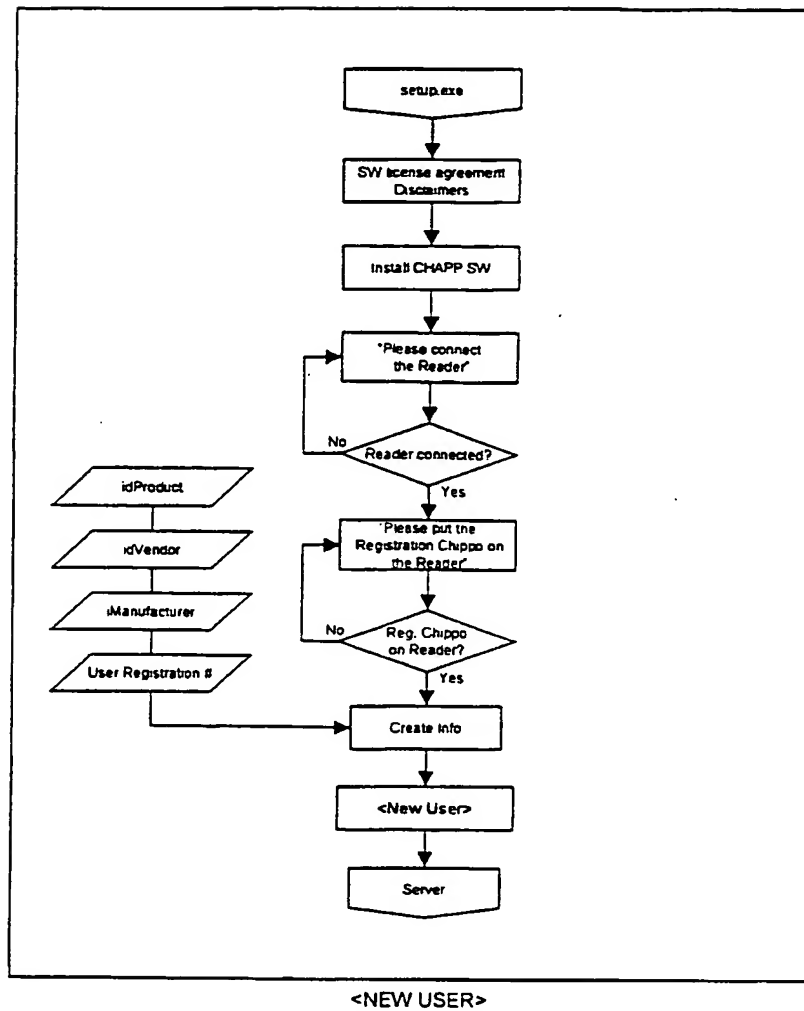 setup.exe
SW license agreement
Disclaimers
Install CHAPP SW
"Please connect
the Reader"
No
Reader connected?
Yes
idProduct
idVendor
iManufacturer
User Registration #
"Please put the
Registration Chippo on
the Reader"
No
Reg. Chippo
on Reader?
Yes
Create Info
<New User>
Server
<NEW USER>